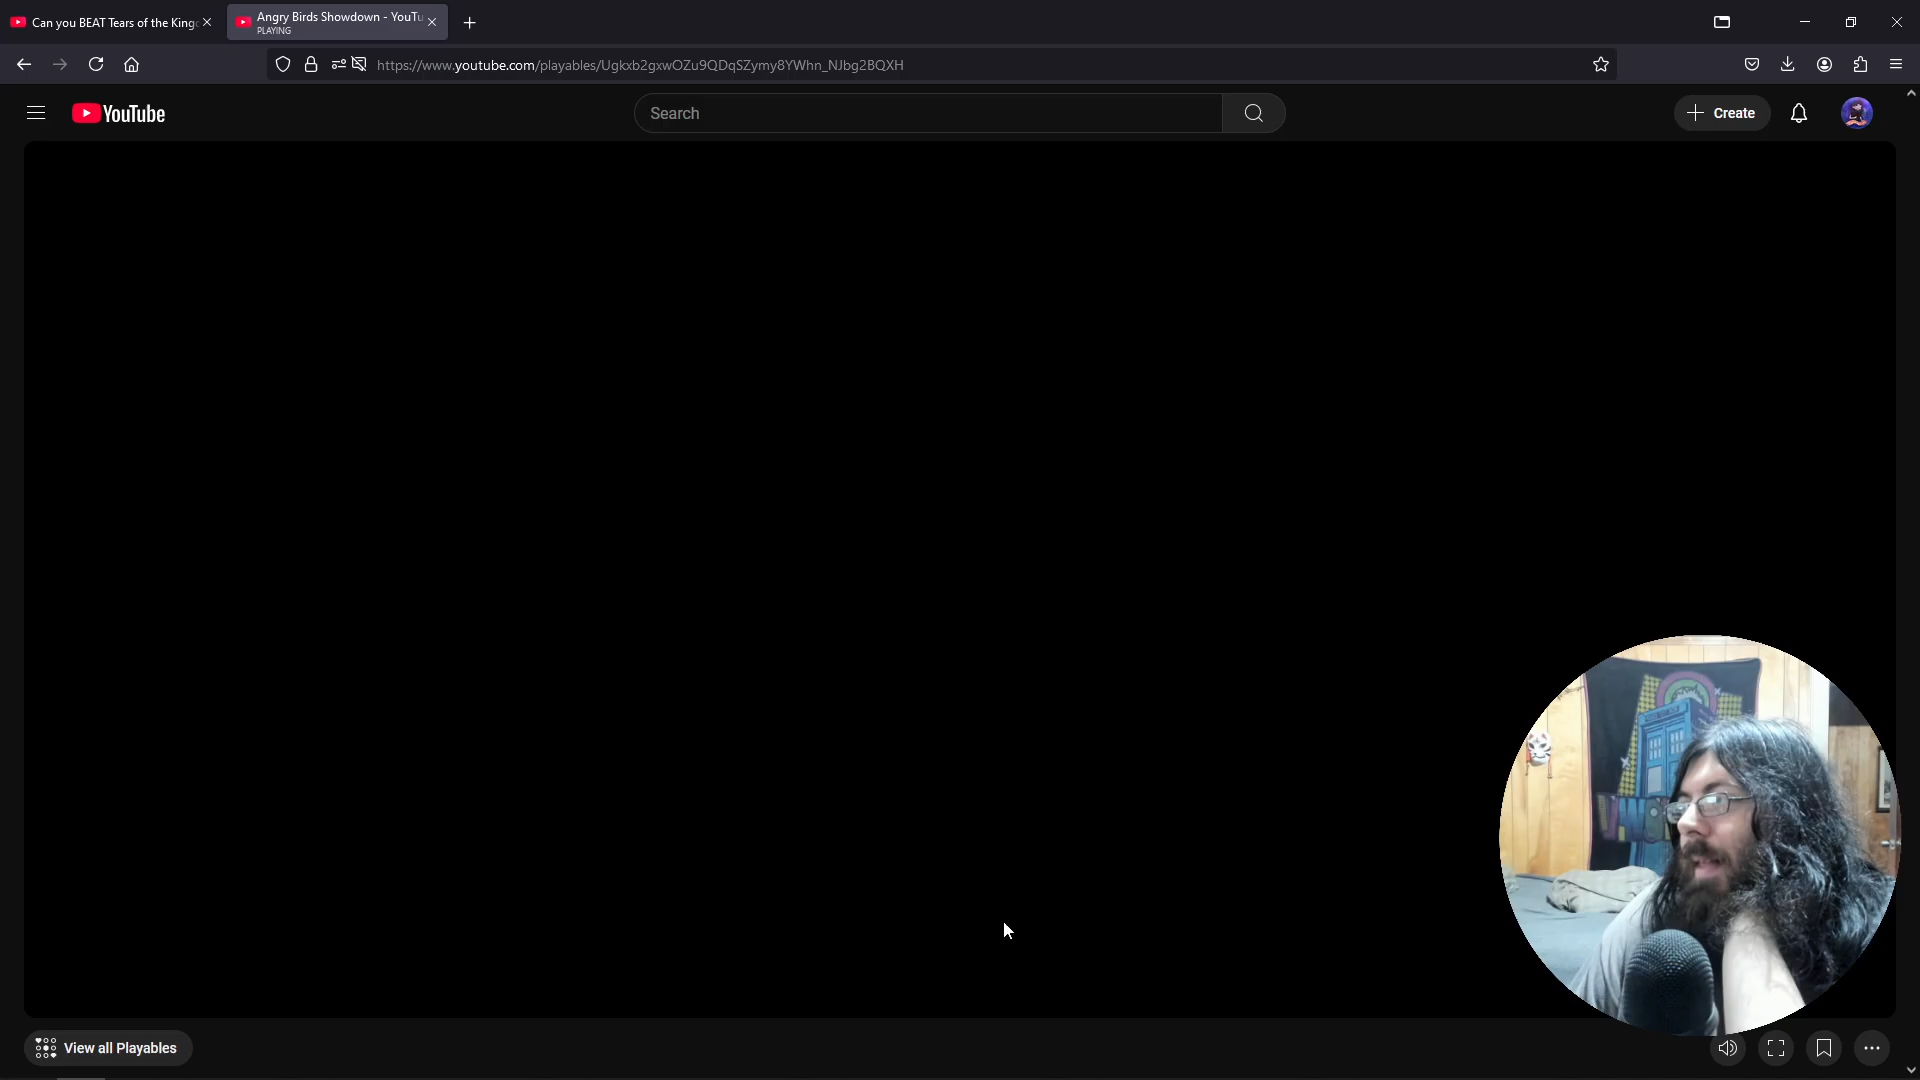 Can you BEAT Tears of the King
Angry Birds Showdown - YouTu
PLAYING
https://www.youtube.com/playables/Ugkxb2gxwOZu9QDqSZymy8YWhn_NJbg2BQXH
YouTube
Search
Create
View all Playables